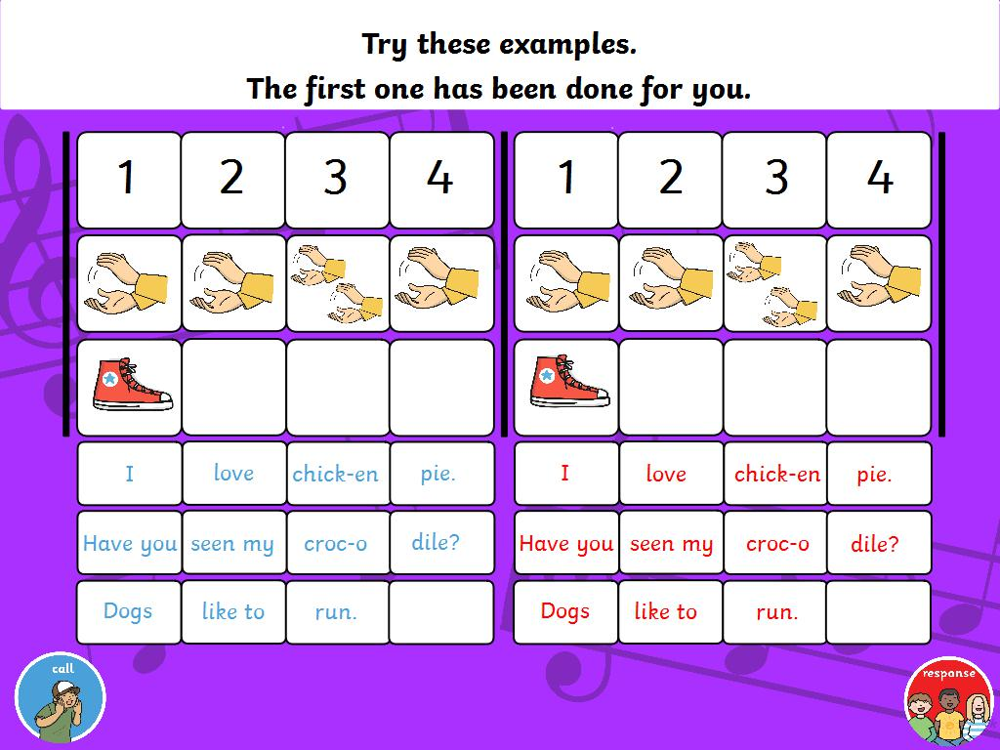 Try these examples.
The first one has been done for you.
1 2 3 4 1 2 3 4
I love chick-en pie. I love chick-en pie.
Have you seen my croc-o dile? Have you seen my croc-o dile?
Dogs like to run. Dogs like to run.
call response